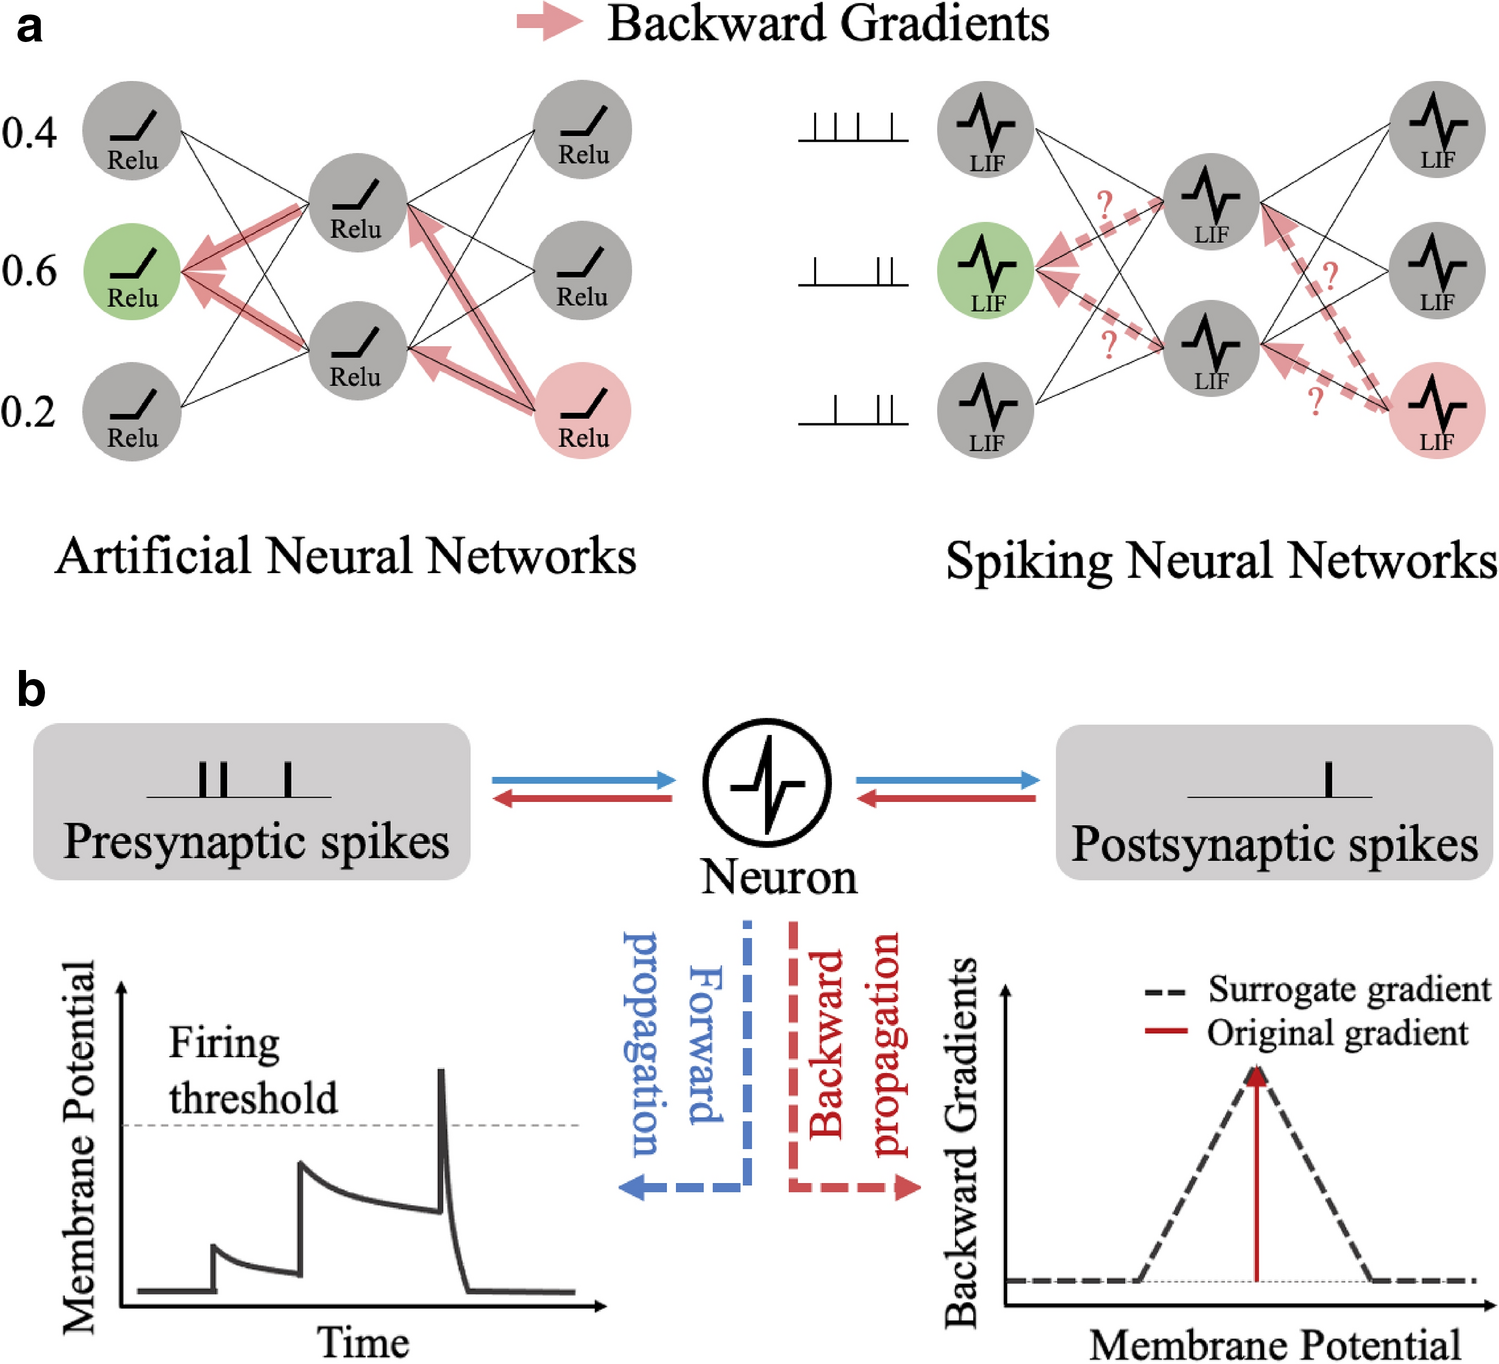 a
Backward Gradients
0.4
Relu
Relu
Relu
0.6
Relu
Relu
Relu
0.2
Relu
Relu
LIF
LIF
?
LIF
LIF
?
LIF
?
LIF
LIF
?
LIF
LIF
Artificial Neural Networks
Spiking Neural Networks
b
Presynaptic spikes
Neuron
Postsynaptic spikes
Membrane Potential
Firing
threshold
Time
Forward
propagation
Backward
propagation
Backward Gradients
Surrogate gradient
Original gradient
Membrane Potential